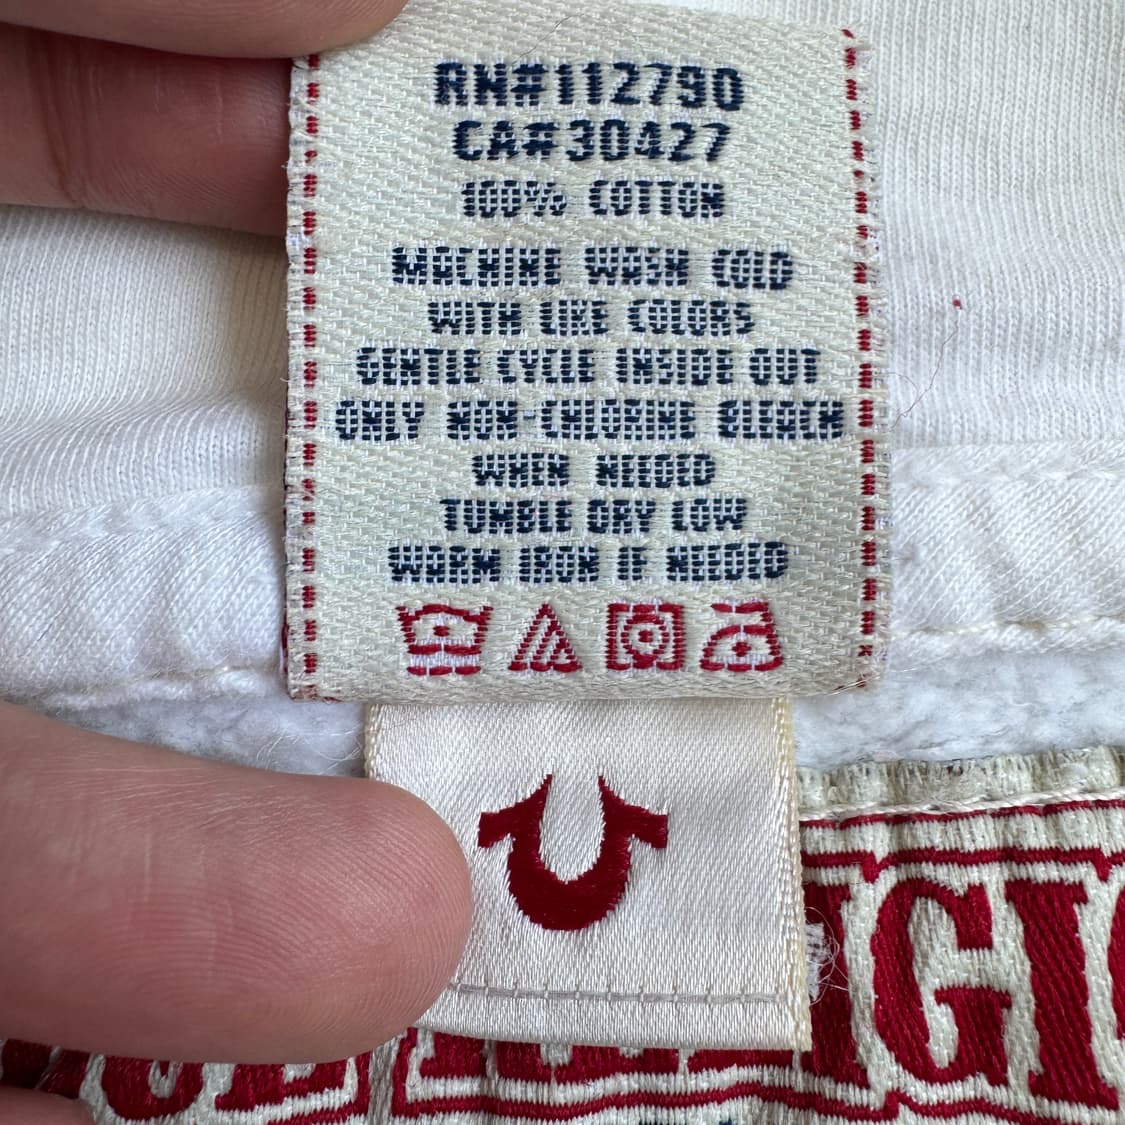 RN#112790
CA#30427
100% COTTON
MACHINE WASH COLD
WITH LIKE COLORS
GENTLE CYCLE INSIDE OUT
ONLY NON-CHLORINE BLEACH
WHEN NEEDED
TUMBLE DRY LOW
WARM IRON IF NEEDED
IGI